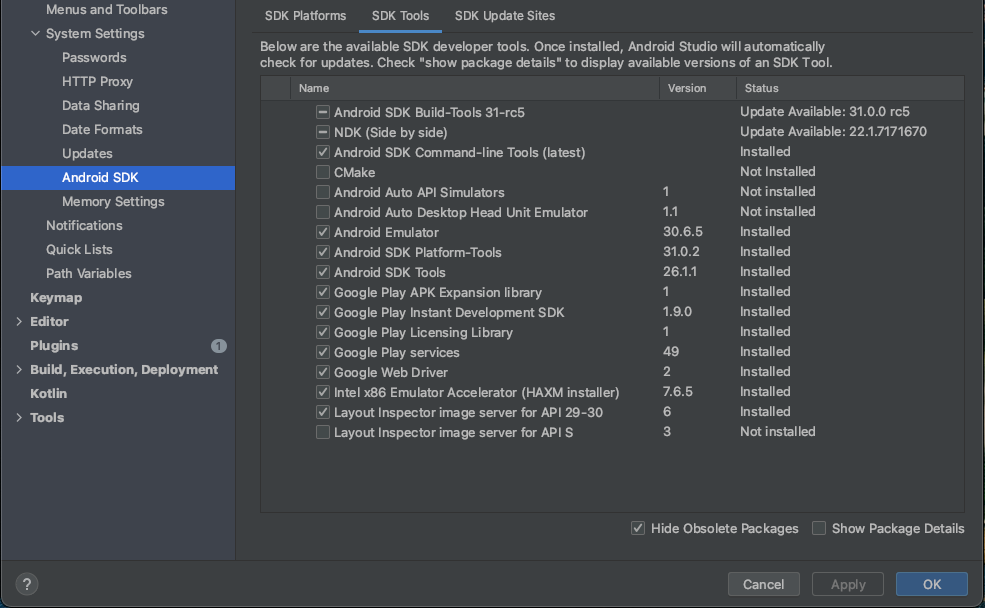 Menus and Toolbars
System Settings
Passwords
HTTP Proxy
Data Sharing
Date Formats
Updates
Android SDK
Memory Settings
Notifications
Quick Lists
Path Variables
Keymap
Editor
Plugins 1
Build, Execution, Deployment
Kotlin
Tools
SDK Platforms SDK Tools SDK Update Sites
Below are the available SDK developer tools. Once installed, Android Studio will automatically
check for updates. Check "show package details" to display available versions of an SDK Tool.
Name Version Status
Android SDK Build-Tools 31-rc5 Update Available: 31.0.0 rc5
NDK (Side by side) Update Available: 22.1.7171670
Android SDK Command-line Tools (latest) Installed
CMake Not Installed
Android Auto API Simulators 1 Not installed
Android Auto Desktop Head Unit Emulator 1.1 Not installed
Android Emulator 30.6.5 Installed
Android SDK Platform-Tools 31.0.2 Installed
Android SDK Tools 26.1.1 Installed
Google Play APK Expansion library 1 Installed
Google Play Instant Development SDK 1.9.0 Installed
Google Play Licensing Library 1 Installed
Google Play services 49 Installed
Google Web Driver 2 Installed
Intel x86 Emulator Accelerator (HAXM installer) 7.6.5 Installed
Layout Inspector image server for API 29-30 6 Installed
Layout Inspector image server for API S 3 Not installed
Hide Obsolete Packages Show Package Details
? Cancel Apply OK